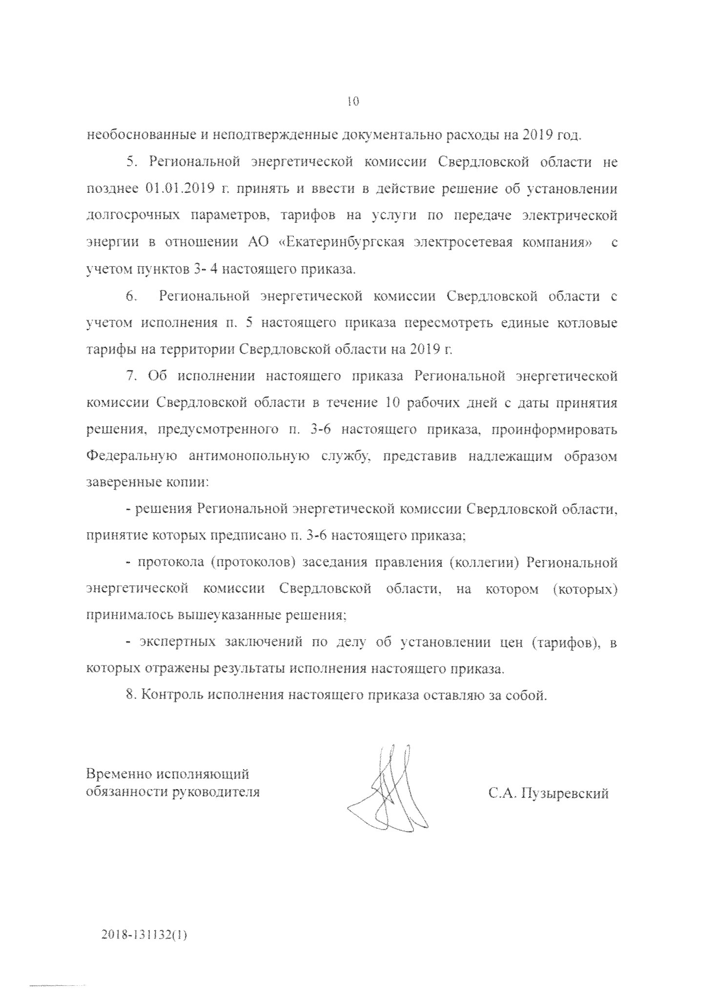 10
необоснованные и неподтвержденные документально расходы на 2019 год.
5. Региональной энергетической комиссии Свердловской области не
позднее 01.01.2019 г. принять и ввести в действие решение об установлении
долгосрочных параметров, тарифов на услуги по передаче электрической
энергии в отношении АО «Екатеринбургская электросетевая компания» с
учетом пунктов 3- 4 настоящего приказа.
6. Региональной энергетической комиссии Свердловской области с
учетом исполнения п. 5 настоящего приказа пересмотреть единые котловые
тарифы на территории Свердловской области на 2019 г.
7. Об исполнении настоящего приказа Региональной энергетической
комиссии Свердловской области в течение 10 рабочих дней с даты принятия
решения, предусмотренного п. 3-6 настоящего приказа, проинформировать
Федеральную антимонопольную службу, представив надлежащим образом
заверенные копии:
- решения Региональной энергетической комиссии Свердловской области,
принятие которых предписано п. 3-6 настоящего приказа;
- протокола (протоколов) заседания правления (коллегии) Региональной
энергетической комиссии Свердловской области, на котором (которых)
принималось вышеуказанные решения;
- экспертных заключений по делу об установлении цен (тарифов), в
которых отражены результаты исполнения настоящего приказа.
8. Контроль исполнения настоящего приказа оставляю за собой.
Временно исполняющий
обязанности руководителя
С.А. Пузыревский
2018-131132(1)